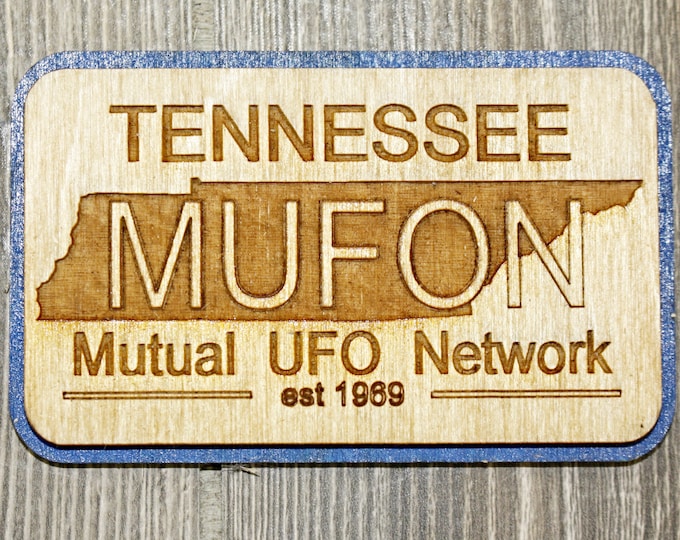 TENNESSEE
MUFON
Mutual UFO Network
est 1969